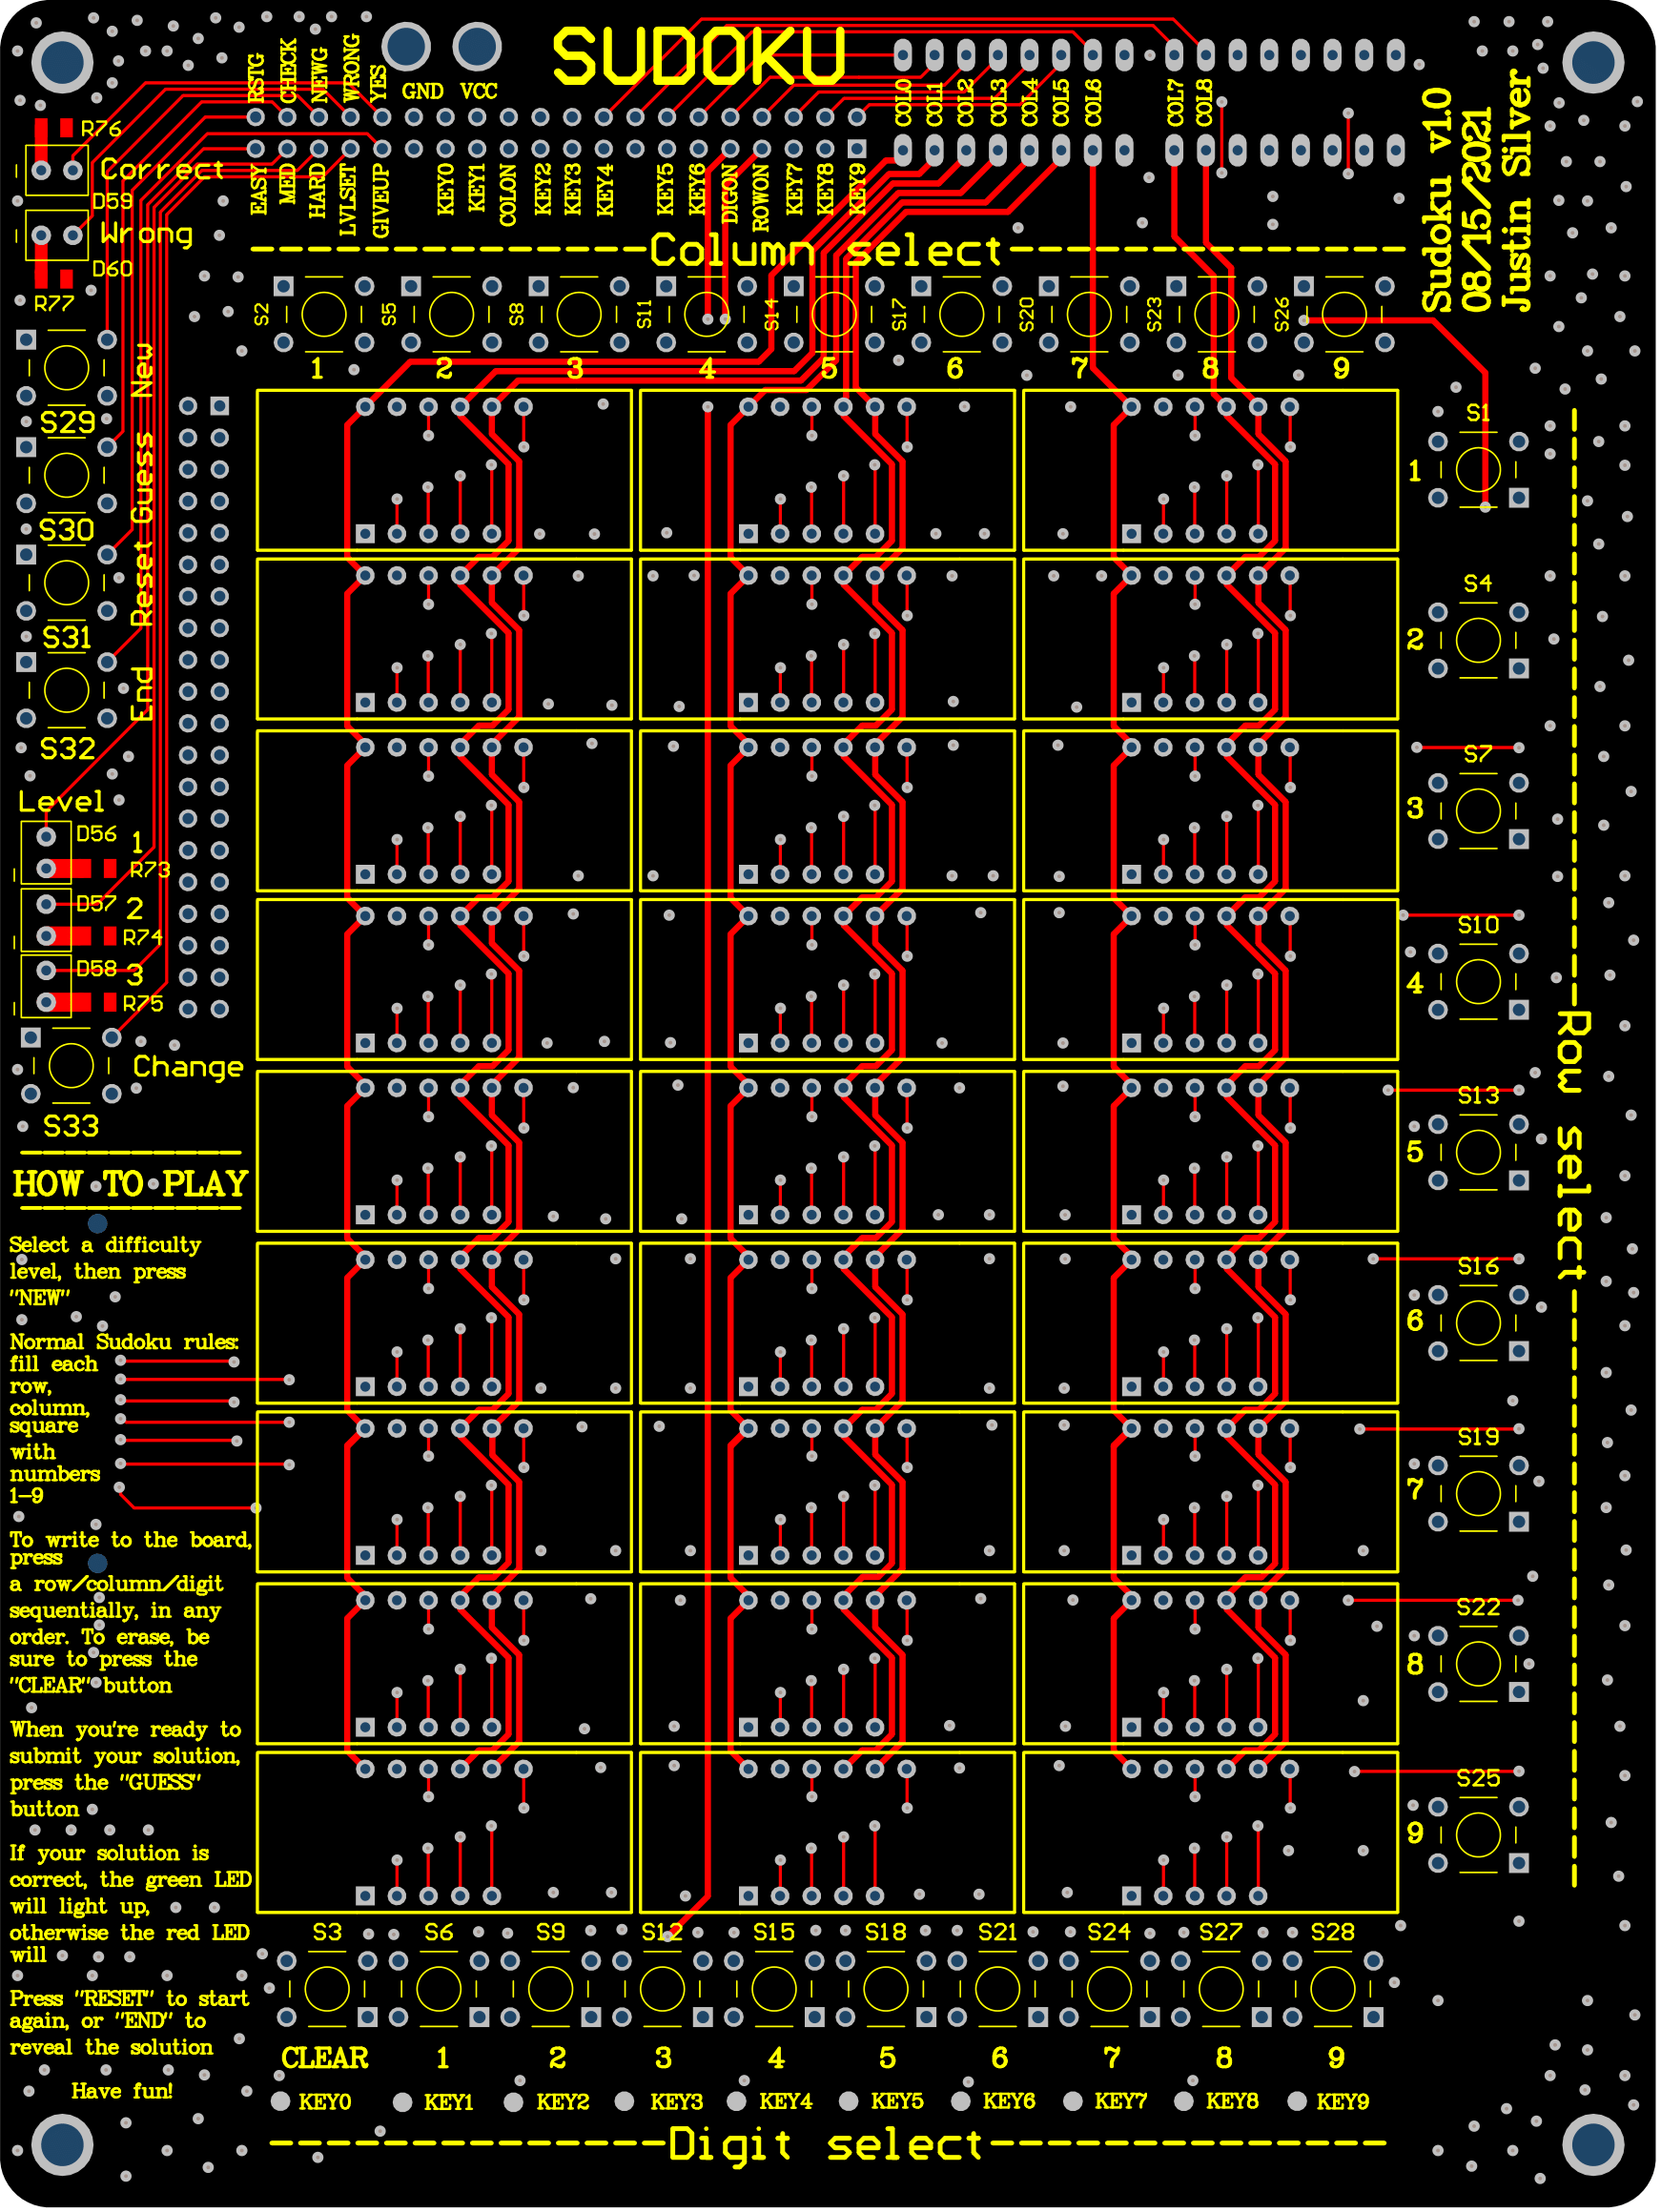 SUDOKU
RSTG CHECK NEWG WRONG YES
GND VCC
COL0 COL1 COL2 COL3 COL4 COL5 COL6 COL7 COL8
EASY MED HARD LVLSET GIVEUP KEY0 KEY1 COLON KEY2 KEY3 KEY4 KEY5 KEY6 DIGON ROWON KEY7 KEY8 KEY9
Sudoku v1.0
08/15/2021
Justin Silver
R76
Correct
D59
Wrong
D60
R77
Column select
S2 S5 S8 S11 S14 S17 S20 S23 S26
1 2 3 4 5 6 7 8 9
New
S29
Guess
S30
Reset
S31
End
S32
Level
D56 1
R73
D57 2
R74
D58 3
R75
Change
S33
S1
1
S4
2
S7
3
S10
4
S13
5
S16
6
S19
7
S22
8
S25
9
Row select
HOW TO PLAY
Select a difficulty
level, then press
"NEW"
Normal Sudoku rules:
fill each
row,
column,
square
with
numbers
1-9
To write to the board,
press
a row/column/digit
sequentially, in any
order. To erase, be
sure to press the
"CLEAR" button
When you're ready to
submit your solution,
press the "GUESS"
button
If your solution is
correct, the green LED
will light up,
otherwise the red LED
will
Press "RESET" to start
again, or "END" to
reveal the solution
Have fun!
S3 S6 S9 S12 S15 S18 S21 S24 S27 S28
CLEAR 1 2 3 4 5 6 7 8 9
KEY0 KEY1 KEY2 KEY3 KEY4 KEY5 KEY6 KEY7 KEY8 KEY9
Digit select